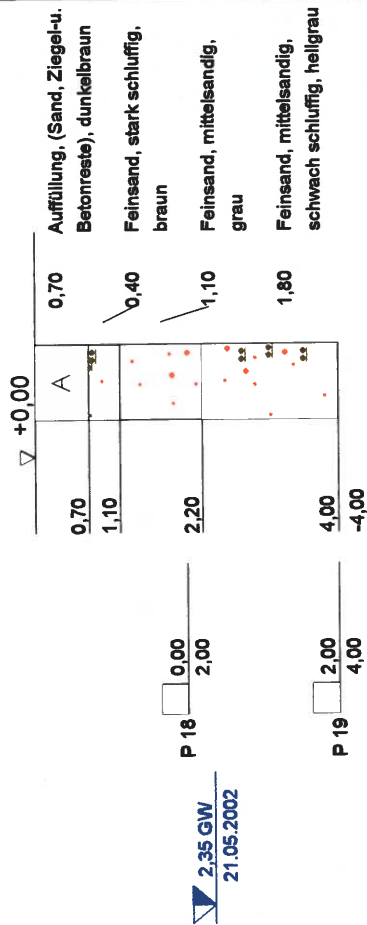 +0,00
A
0,70
0,70
Auffüllung, (Sand, Ziegel-u.
Betonreste), dunkelbraun
1,10
0,40
Feinsand, stark schluffig,
braun
2,20
1,10
Feinsand, mittelsandig,
grau
4,00
-4,00
1,80
Feinsand, mittelsandig,
schwach schluffig, hellgrau
P 18
0,00
2,00
P 19
2,00
4,00
2,35 GW
21.05.2002